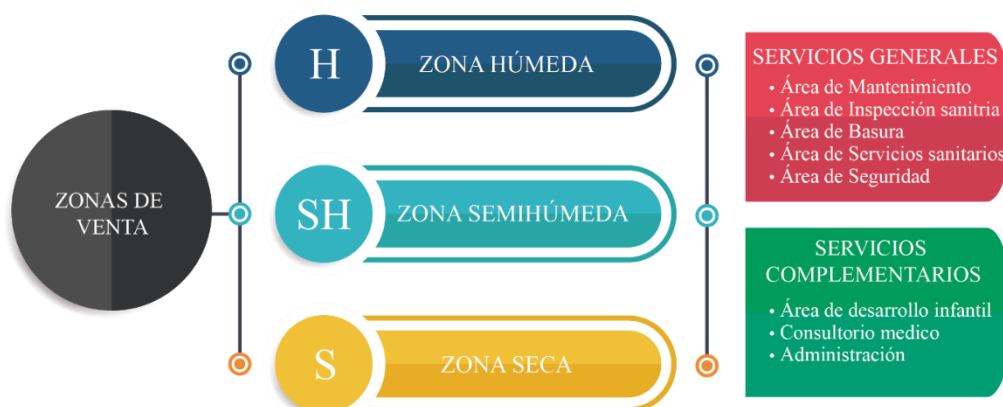 ZONAS DE
VENTA
H
ZONA HÚMEDA
SH
ZONA SEMIHÚMEDA
S
ZONA SECA
SERVICIOS GENERALES
• Área de Mantenimiento
• Área de Inspección sanitria
• Área de Basura
• Área de Servicios sanitarios
• Área de Seguridad
SERVICIOS
COMPLEMENTARIOS
• Área de desarrollo infantil
• Consultorio medico
• Administración